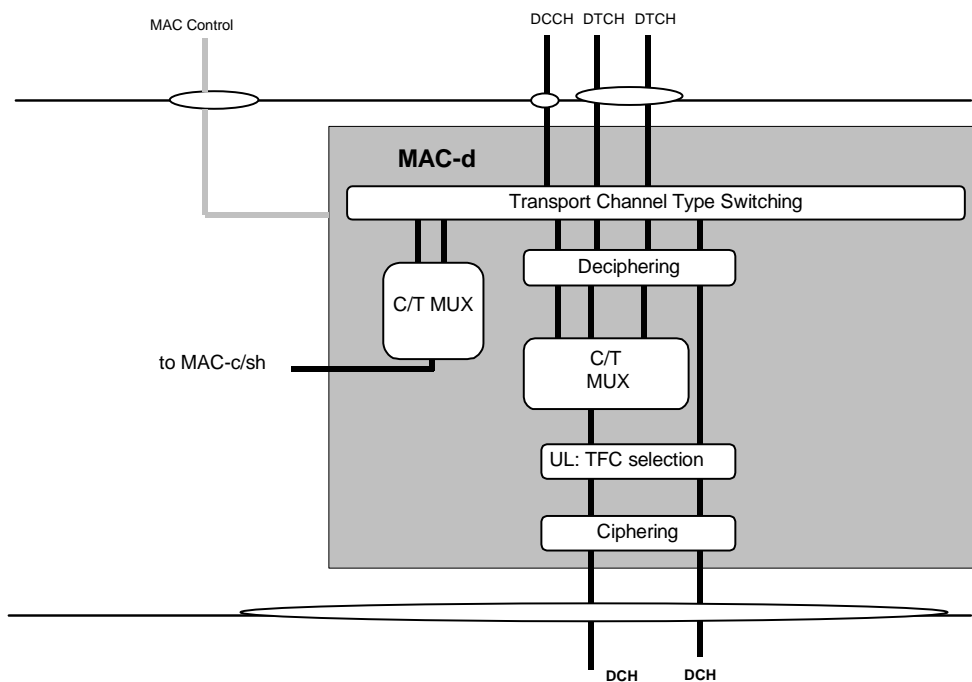 MAC Control
DCCH DTCH DTCH
MAC-d
Transport Channel Type Switching
Deciphering
C/T MUX
to MAC-c/sh
C/T
MUX
UL: TFC selection
Ciphering
DCH DCH